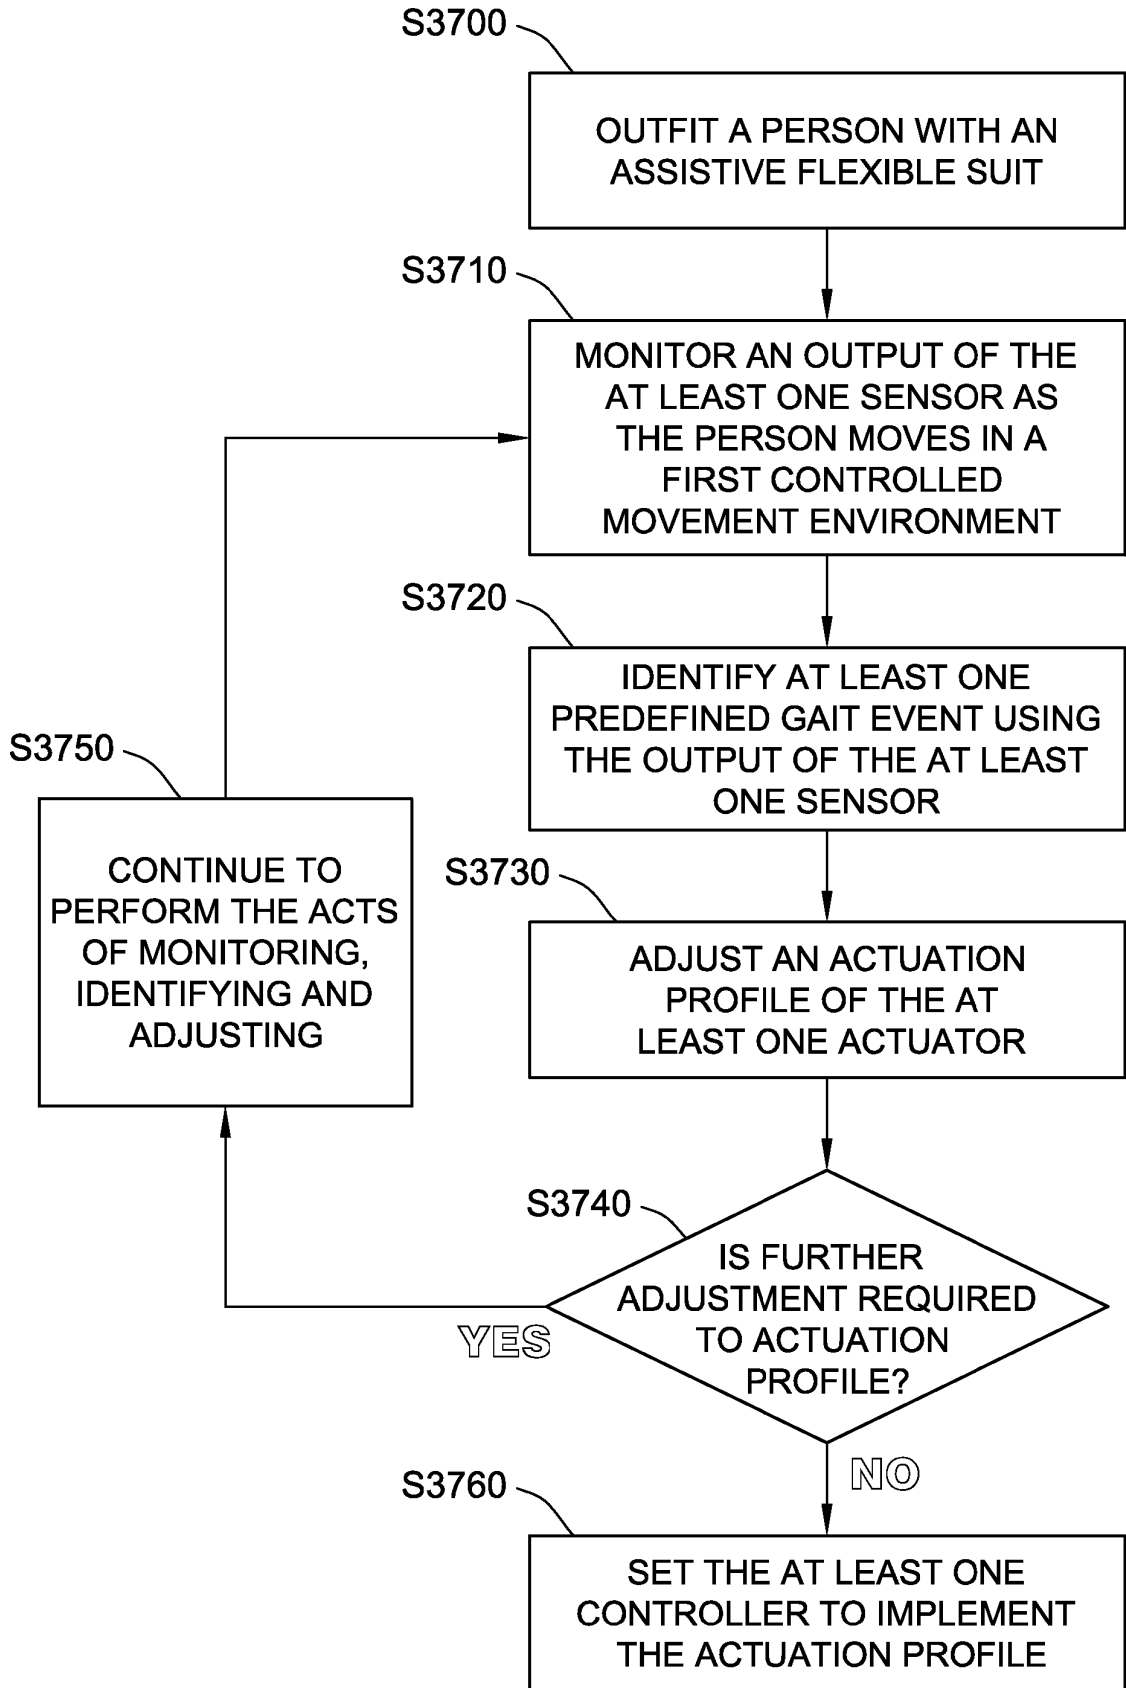 S3700
OUTFIT A PERSON WITH AN
ASSISTIVE FLEXIBLE SUIT
S3710
MONITOR AN OUTPUT OF THE
AT LEAST ONE SENSOR AS
THE PERSON MOVES IN A
FIRST CONTROLLED
MOVEMENT ENVIRONMENT
S3720
IDENTIFY AT LEAST ONE
PREDEFINED GAIT EVENT USING
THE OUTPUT OF THE AT LEAST
ONE SENSOR
S3750
CONTINUE TO
PERFORM THE ACTS
OF MONITORING,
IDENTIFYING AND
ADJUSTING
S3730
ADJUST AN ACTUATION
PROFILE OF THE AT
LEAST ONE ACTUATOR
S3740
IS FURTHER
ADJUSTMENT REQUIRED
TO ACTUATION
PROFILE?
YES
NO
S3760
SET THE AT LEAST ONE
CONTROLLER TO IMPLEMENT
THE ACTUATION PROFILE